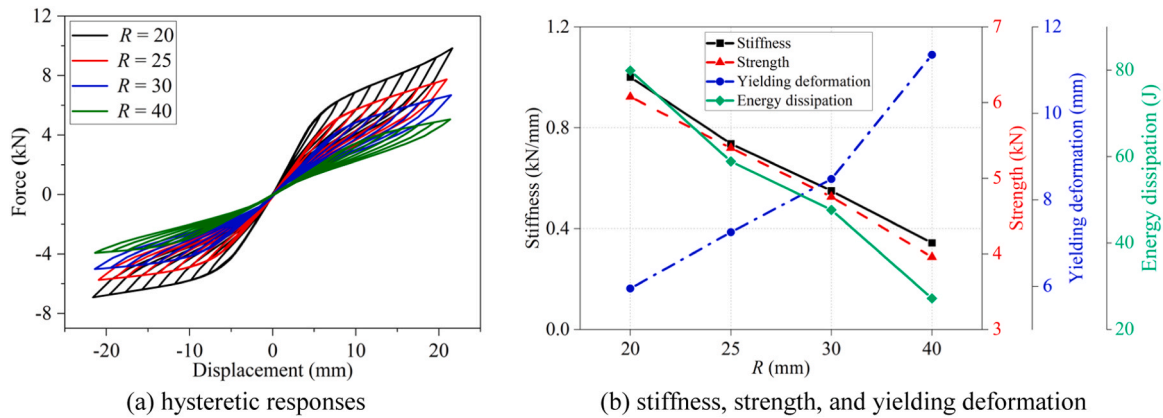 12
8
4
0
-4
-8
-20 -10 0 10 20
Force (kN)
Displacement (mm)
R = 20
R = 25
R = 30
R = 40
(a) hysteretic responses
1.2
0.8
0.4
0.0
Stiffness (kN/mm)
20 25 30 40
R (mm)
Stiffness
Strength
Yielding deformation
Energy dissipation
7
6
5
4
3
Strength (kN)
12
10
8
6
Yielding deformation (mm)
80
60
40
20
Energy dissipation (J)
(b) stiffness, strength, and yielding deformation